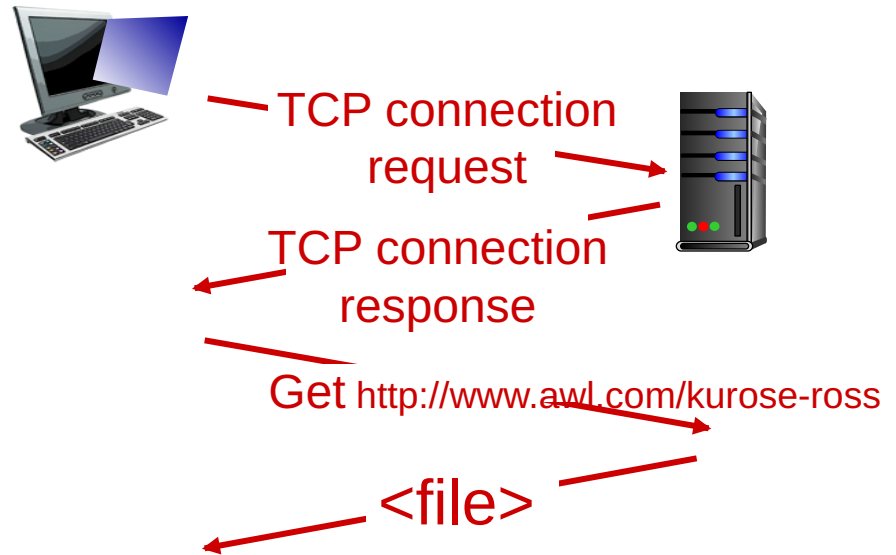 TCP connection
request
TCP connection
response
Get http://www.awl.com/kurose-ross
<file>